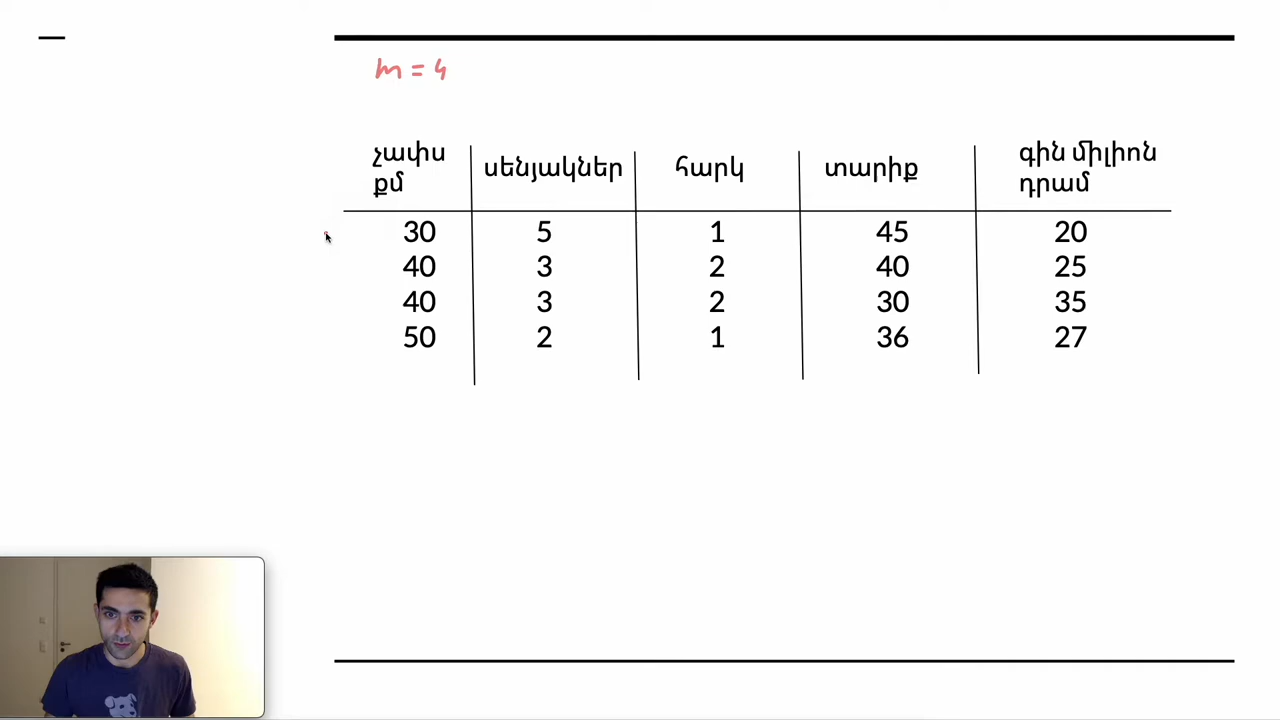 m = 4
չափս քմ սենյակներ հարկ տարիք գին միլիոն դրամ
30 5 1 45 20
40 3 2 40 25
40 3 2 30 35
50 2 1 36 27